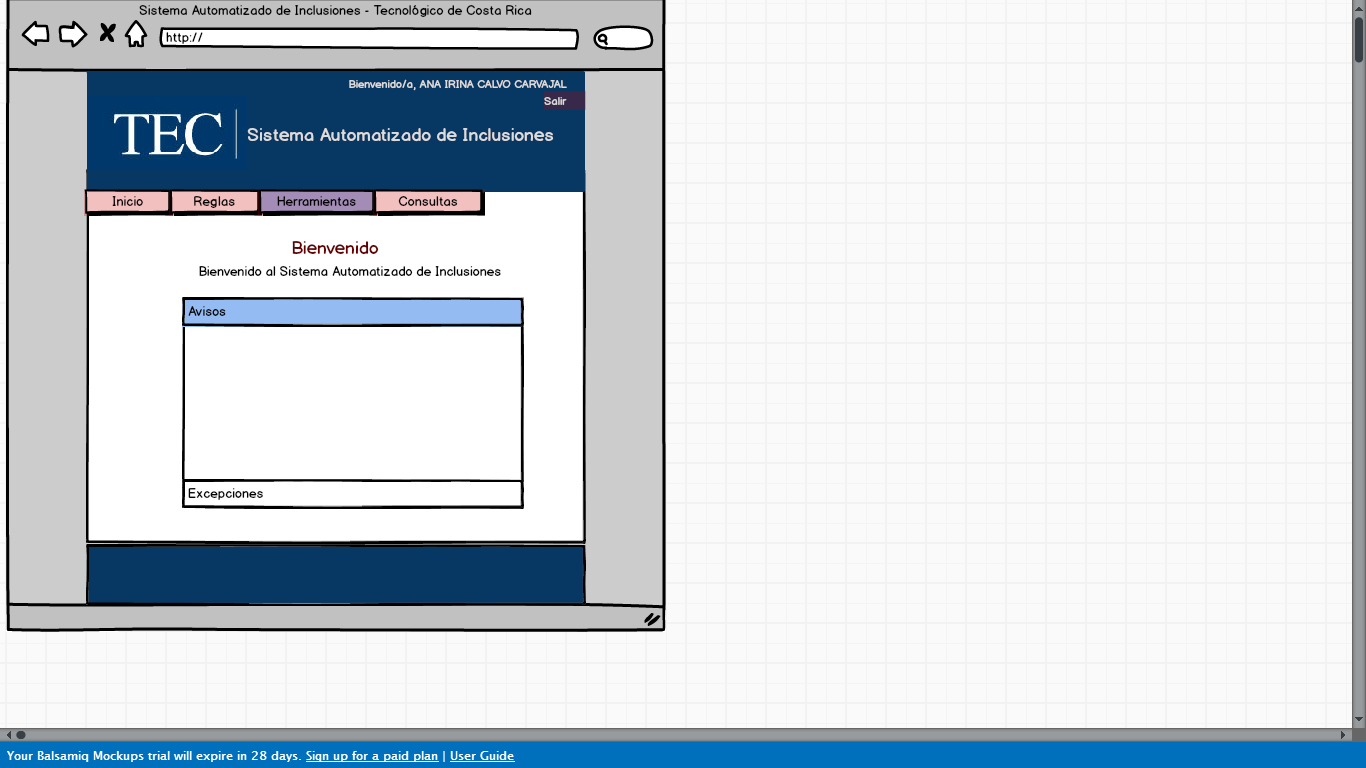 Sistema Automatizado de Inclusiones - Tecnológico de Costa Rica
http://
Bienvenido/a, ANA IRINA CALVO CARVAJAL
Salir
TEC | Sistema Automatizado de Inclusiones
Inicio Reglas Herramientas Consultas
Bienvenido
Bienvenido al Sistema Automatizado de Inclusiones
Avisos
Excepciones
Your Balsamiq Mockups trial will expire in 28 days. Sign up for a paid plan | User Guide